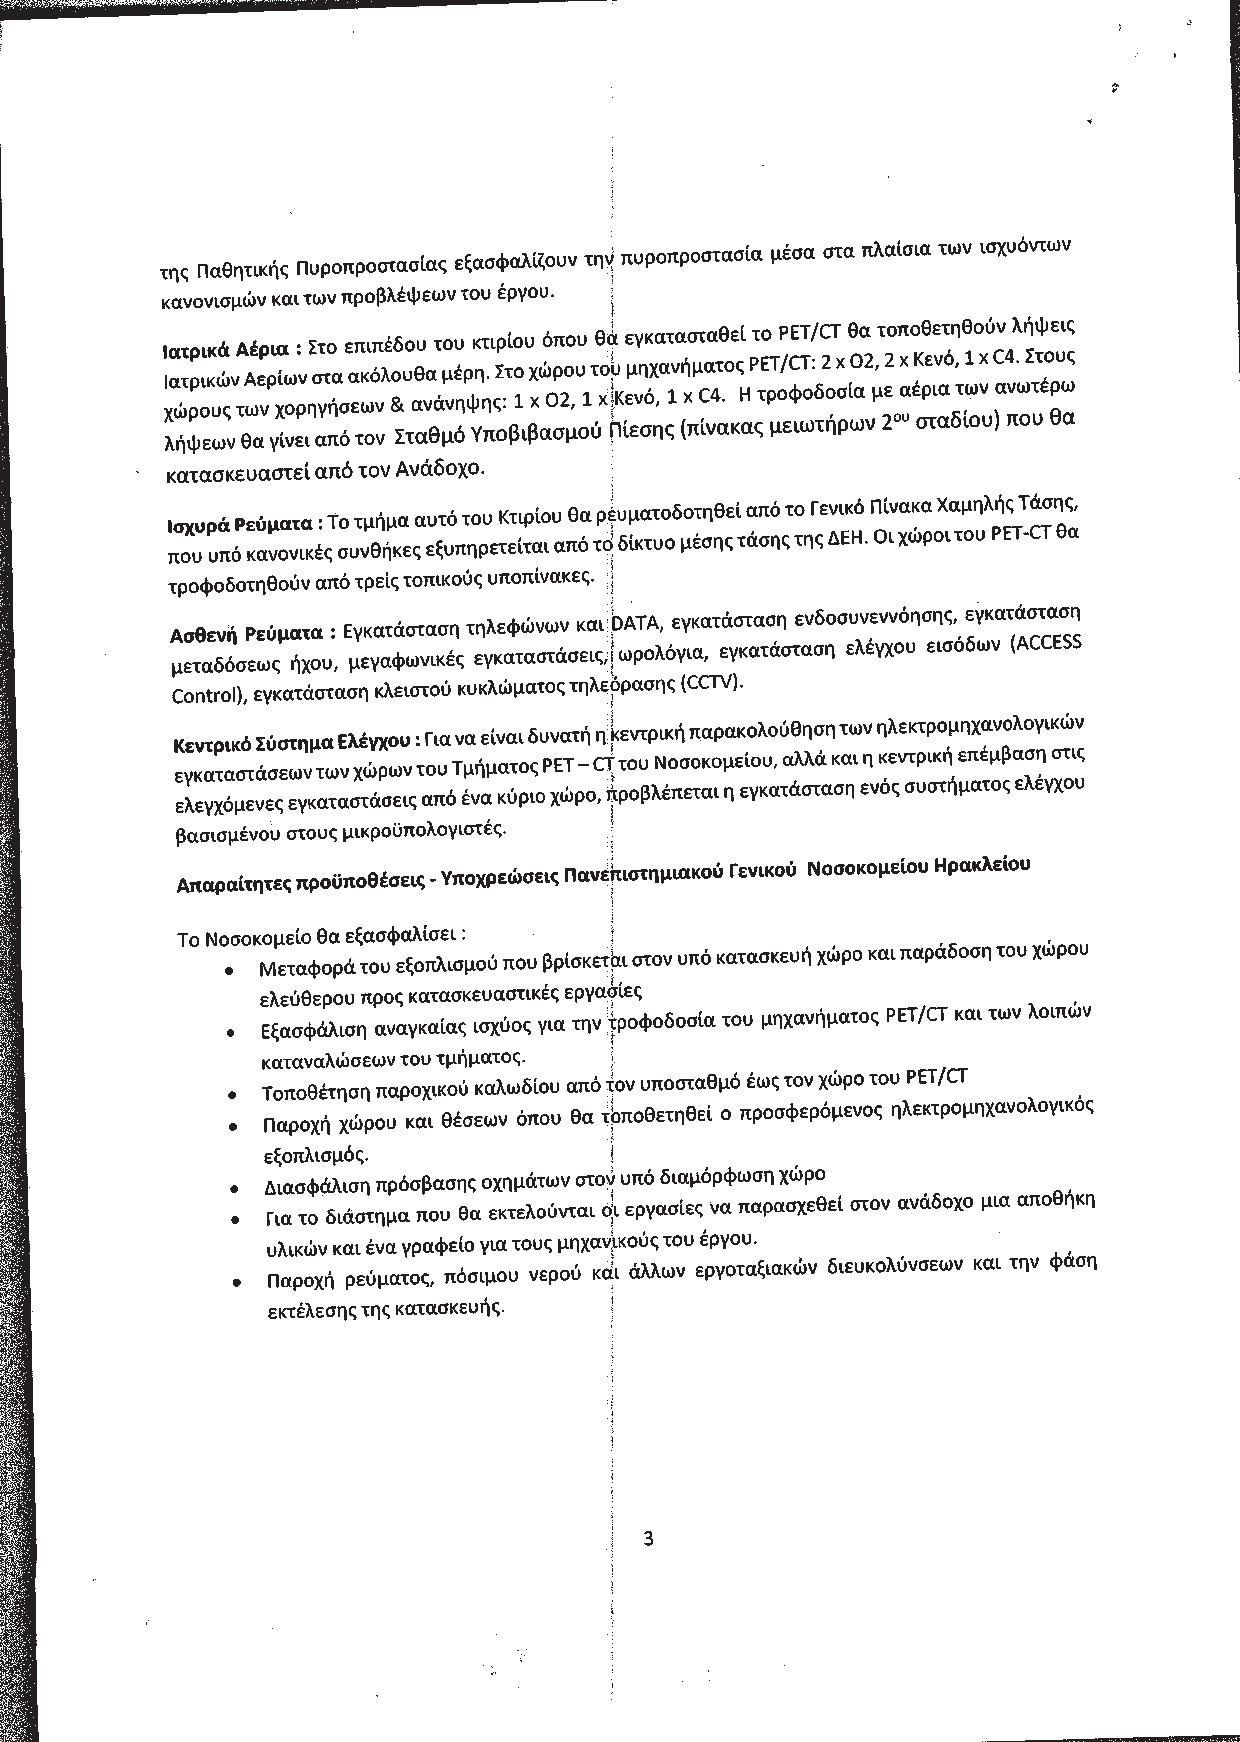 της Παθητικής Πυροπροστασίας εξασφαλίζουν την πυροπροστασία μέσα στα πλαίσια των ισχυόντων
κανονισμών και των προβλέψεων του έργου.
Ιατρικά Αέρια : Στο επιπέδου του κτιρίου όπου θα εγκατασταθεί το PET/CT θα τοποθετηθούν λήψεις
Ιατρικών Αερίων στα ακόλουθα μέρη. Στο χώρου του μηχανήματος PET/CT: 2 x O2, 2 x Κενό, 1 x C4. Στους
χώρους των χορηγήσεων & ανάνηψης: 1 x O2, 1 x Κενό, 1 x C4. Η τροφοδοσία με αέρια των ανωτέρω
λήψεων θα γίνει από τον Σταθμό Υποβιβασμού Πίεσης (πίνακας μειωτήρων 2ου σταδίου) που θα
κατασκευαστεί από τον Ανάδοχο.
Ισχυρά Ρεύματα : Το τμήμα αυτό του Κτιρίου θα ρευματοδοτηθεί από το Γενικό Πίνακα Χαμηλής Τάσης,
που υπό κανονικές συνθήκες εξυπηρετείται από το δίκτυο μέσης τάσης της ΔΕΗ. Οι χώροι του PET-CT θα
τροφοδοτηθούν από τρείς τοπικούς υποπίνακες.
Ασθενή Ρεύματα : Εγκατάσταση τηλεφώνων και DATA, εγκατάσταση ενδοσυνεννόησης, εγκατάσταση
μεταδόσεως ήχου, μεγαφωνικές εγκαταστάσεις, ωρολόγια, εγκατάσταση ελέγχου εισόδων (ACCESS
Control), εγκατάσταση κλειστού κυκλώματος τηλεόρασης (CCTV).
Κεντρικό Σύστημα Ελέγχου : Για να είναι δυνατή η κεντρική παρακολούθηση των ηλεκτρομηχανολογικών
εγκαταστάσεων των χώρων του Τμήματος PET – CT του Νοσοκομείου, αλλά και η κεντρική επέμβαση στις
ελεγχόμενες εγκαταστάσεις από ένα κύριο χώρο, προβλέπεται η εγκατάσταση ενός συστήματος ελέγχου
βασισμένου στους μικροϋπολογιστές.
Απαραίτητες προϋποθέσεις - Υποχρεώσεις Πανεπιστημιακού Γενικού Νοσοκομείου Ηρακλείου
Το Νοσοκομείο θα εξασφαλίσει :
• Μεταφορά του εξοπλισμού που βρίσκεται στον υπό κατασκευή χώρο και παράδοση του χώρου
ελεύθερου προς κατασκευαστικές εργασίες
• Εξασφάλιση αναγκαίας ισχύος για την τροφοδοσία του μηχανήματος PET/CT και των λοιπών
καταναλώσεων του τμήματος.
• Τοποθέτηση παροχικού καλωδίου από τον υποσταθμό έως τον χώρο του PET/CT
• Παροχή χώρου και θέσεων όπου θα τοποθετηθεί ο προσφερόμενος ηλεκτρομηχανολογικός
εξοπλισμός.
• Διασφάλιση πρόσβασης οχημάτων στον υπό διαμόρφωση χώρο
• Για το διάστημα που θα εκτελούνται οι εργασίες να παρασχεθεί στον ανάδοχο μια αποθήκη
υλικών και ένα γραφείο για τους μηχανικούς του έργου.
• Παροχή ρεύματος, πόσιμου νερού και άλλων εργοταξιακών διευκολύνσεων και την φάση
εκτέλεσης της κατασκευής.
3